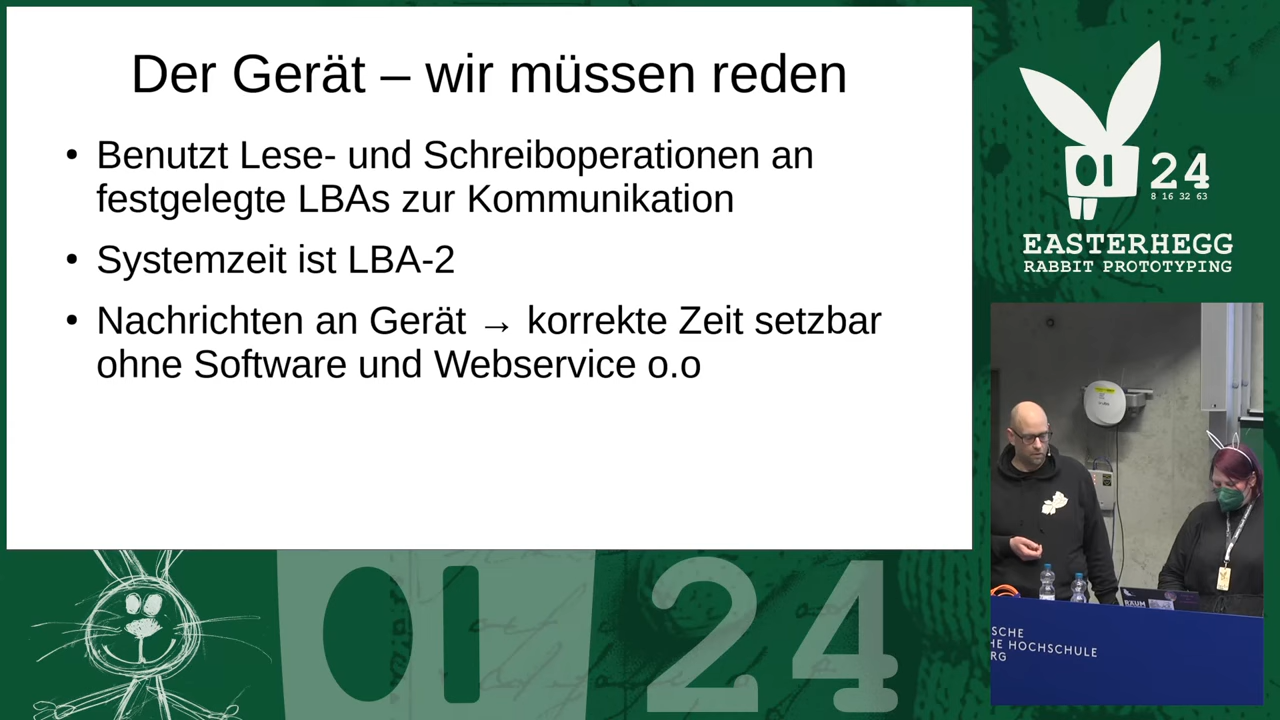 Der Gerät – wir müssen reden
• Benutzt Lese- und Schreiboperationen an
festgelegte LBAs zur Kommunikation
• Systemzeit ist LBA-2
• Nachrichten an Gerät → korrekte Zeit setzbar
ohne Software und Webservice o.o
24
8 16 32 63
EASTERHEGG
RABBIT PROTOTYPING
SCHE
HE HOCHSCHULE
RG
24